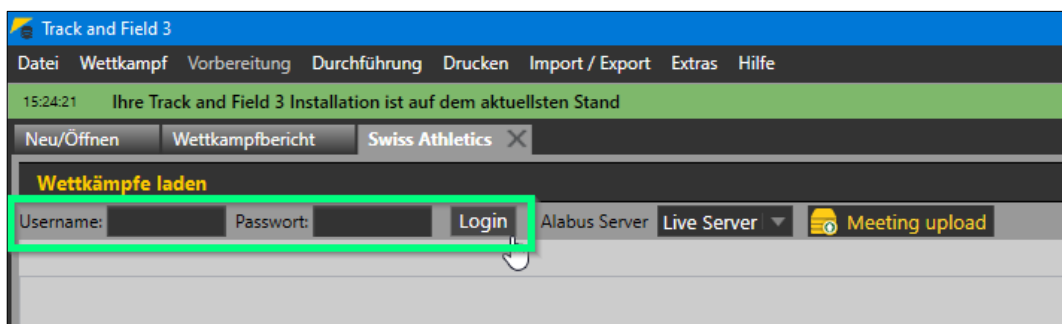 Track and Field 3
Datei Wettkampf Vorbereitung Durchführung Drucken Import / Export Extras Hilfe
15:24:21 Ihre Track and Field 3 Installation ist auf dem aktuellsten Stand
Neu/Öffnen Wettkampfbericht Swiss Athletics
Wettkämpfe laden
Username: Passwort: Login Alabus Server Live Server Meeting upload